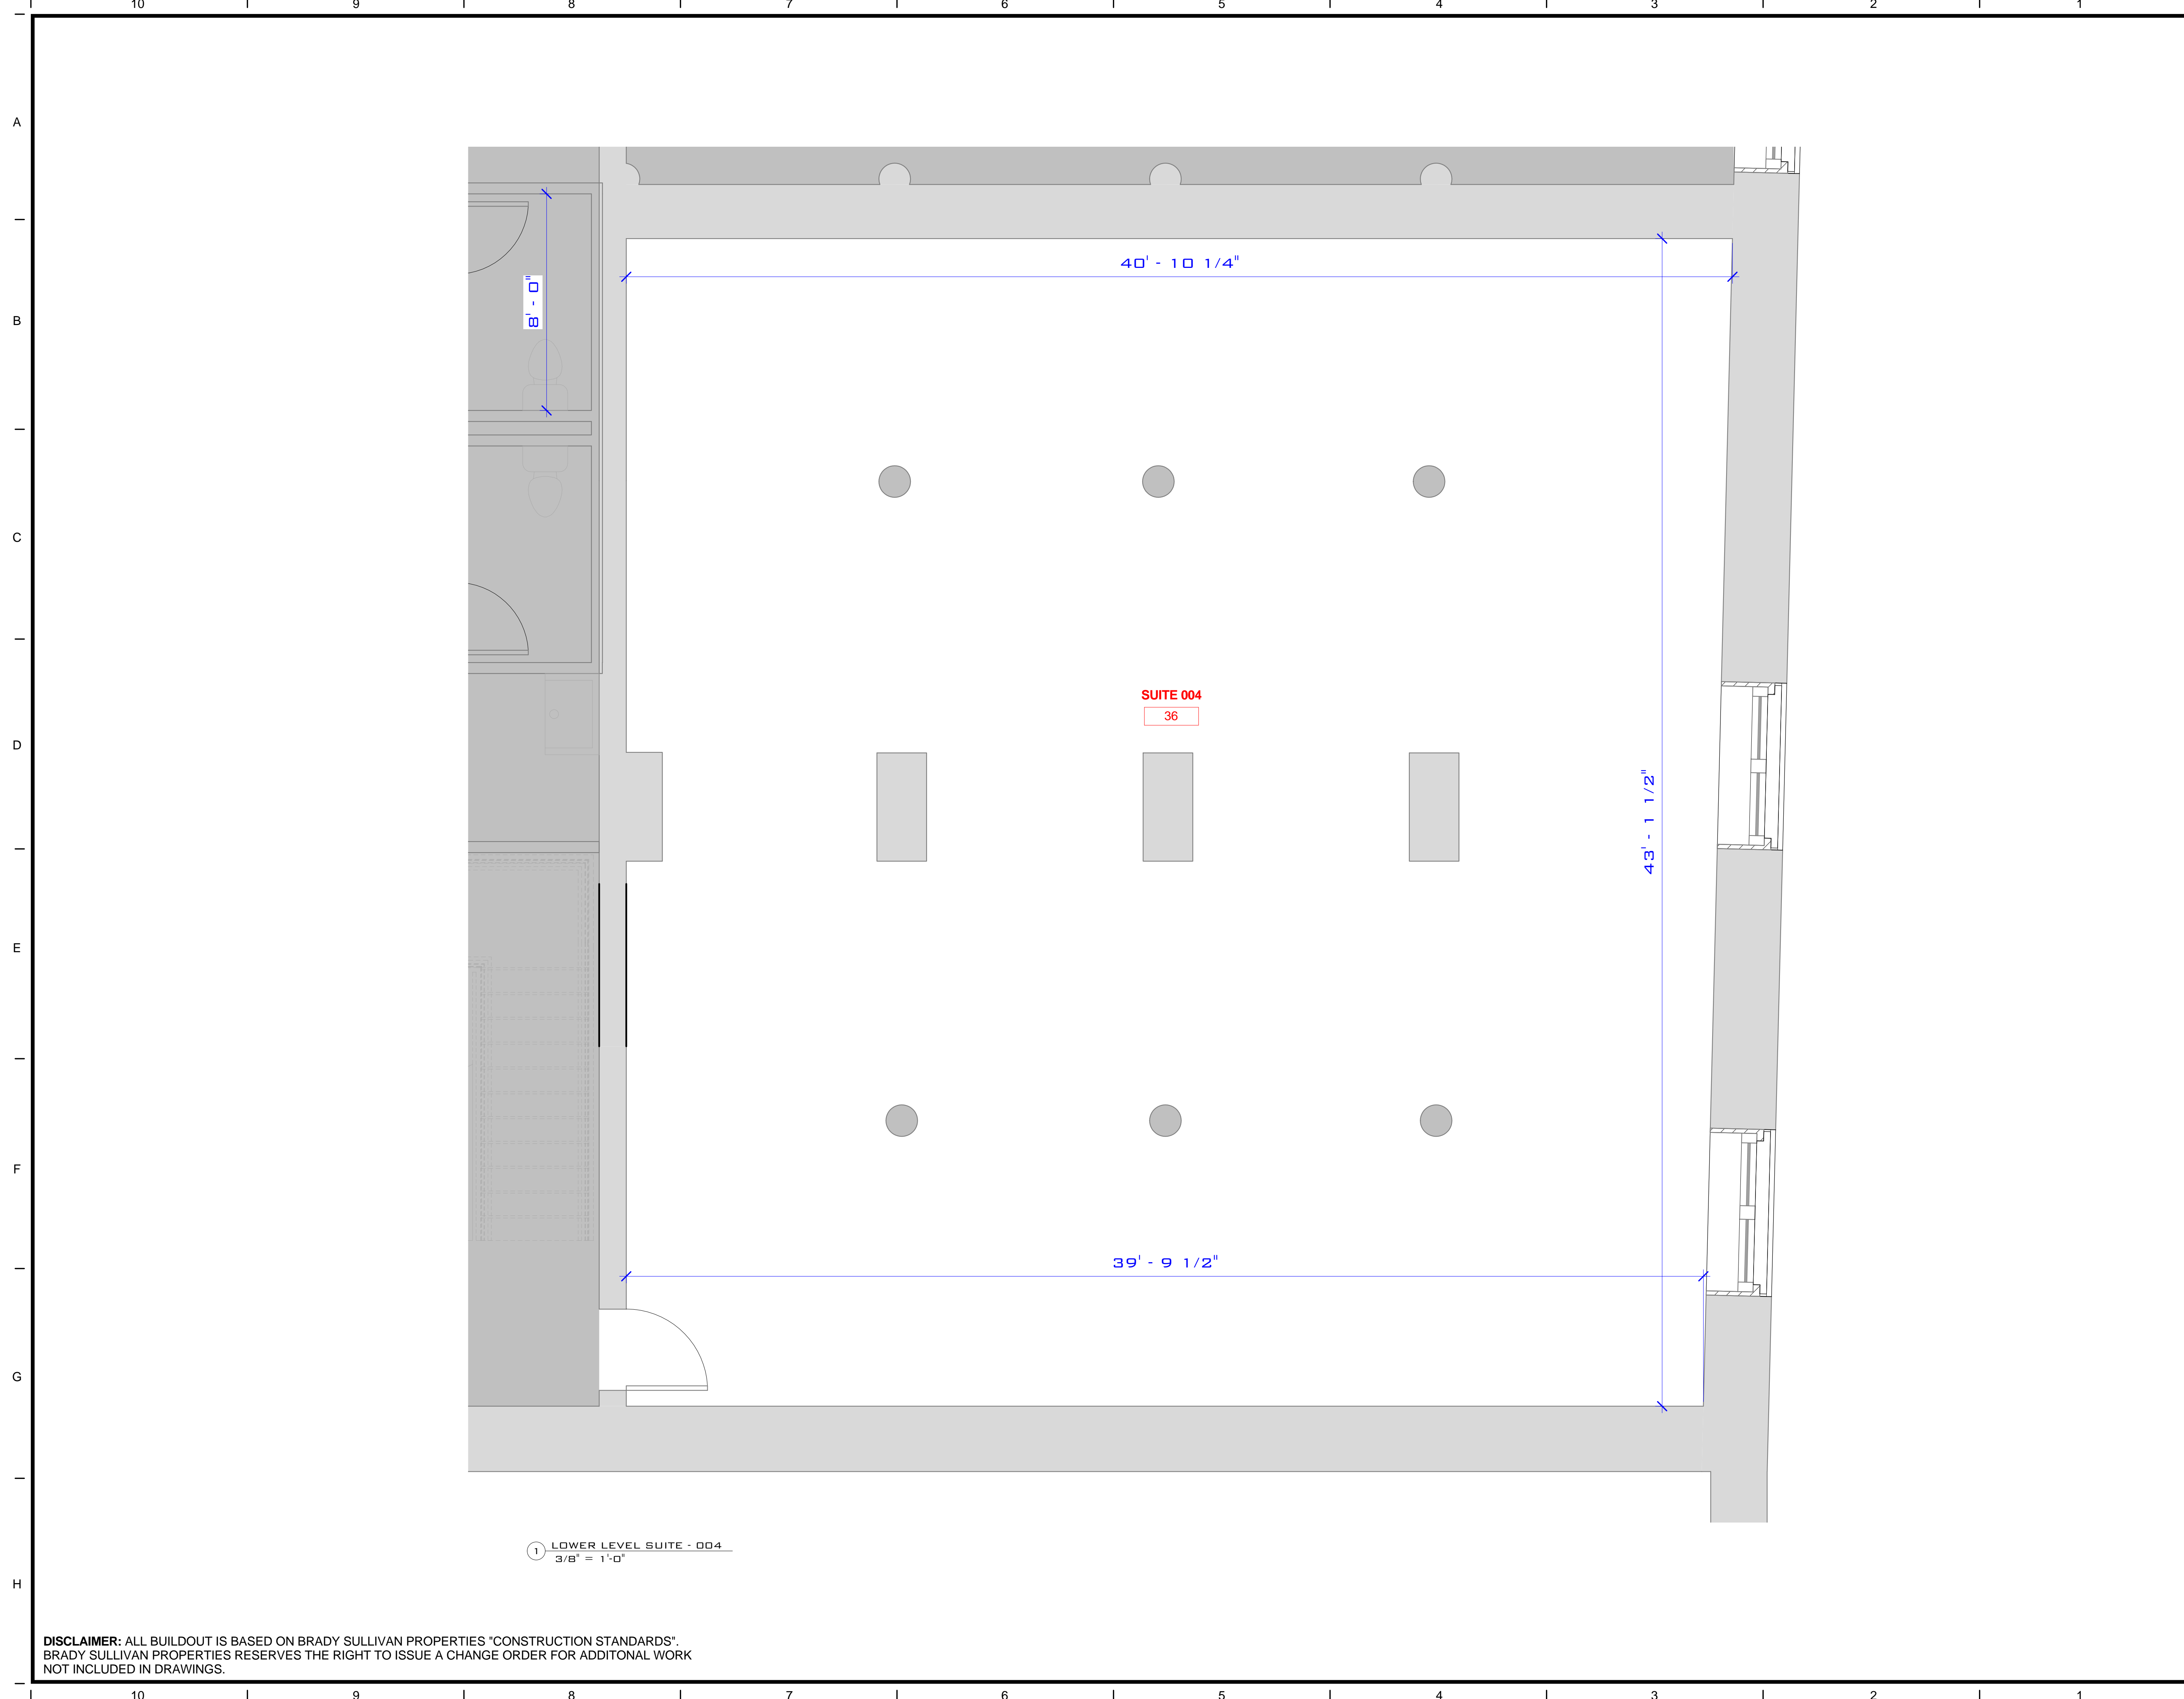 10 9 8 7 6 5 4 3 2 1
A
B
C
D
E
F
G
H
8' - 0"
40' - 10 1/4"
SUITE 004
36
43' - 1 1/2"
39' - 9 1/2"
1 LOWER LEVEL SUITE - 004
3/8" = 1'-0"
DISCLAIMER: ALL BUILDOUT IS BASED ON BRADY SULLIVAN PROPERTIES "CONSTRUCTION STANDARDS".
BRADY SULLIVAN PROPERTIES RESERVES THE RIGHT TO ISSUE A CHANGE ORDER FOR ADDITONAL WORK
NOT INCLUDED IN DRAWINGS.
10 9 8 7 6 5 4 3 2 1